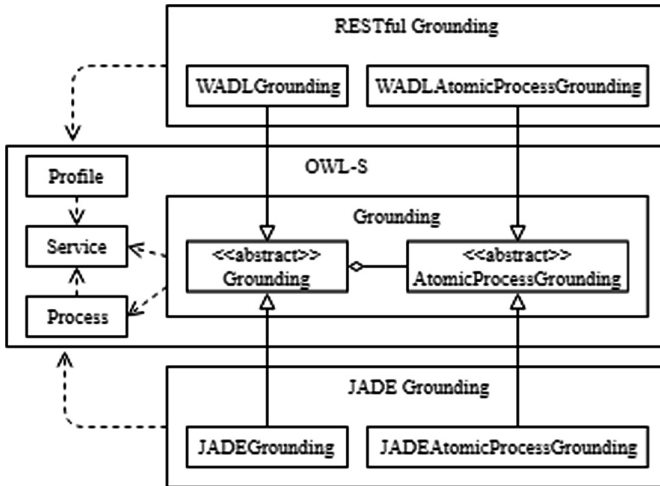 RESTful Grounding
WADLGrounding
WADLAtomicProcessGrounding
OWL-S
Profile
Service
Process
Grounding
<<abstract>>
Grounding
<<abstract>>
AtomicProcessGrounding
JADE Grounding
JADEGrounding
JADEAtomicProcessGrounding